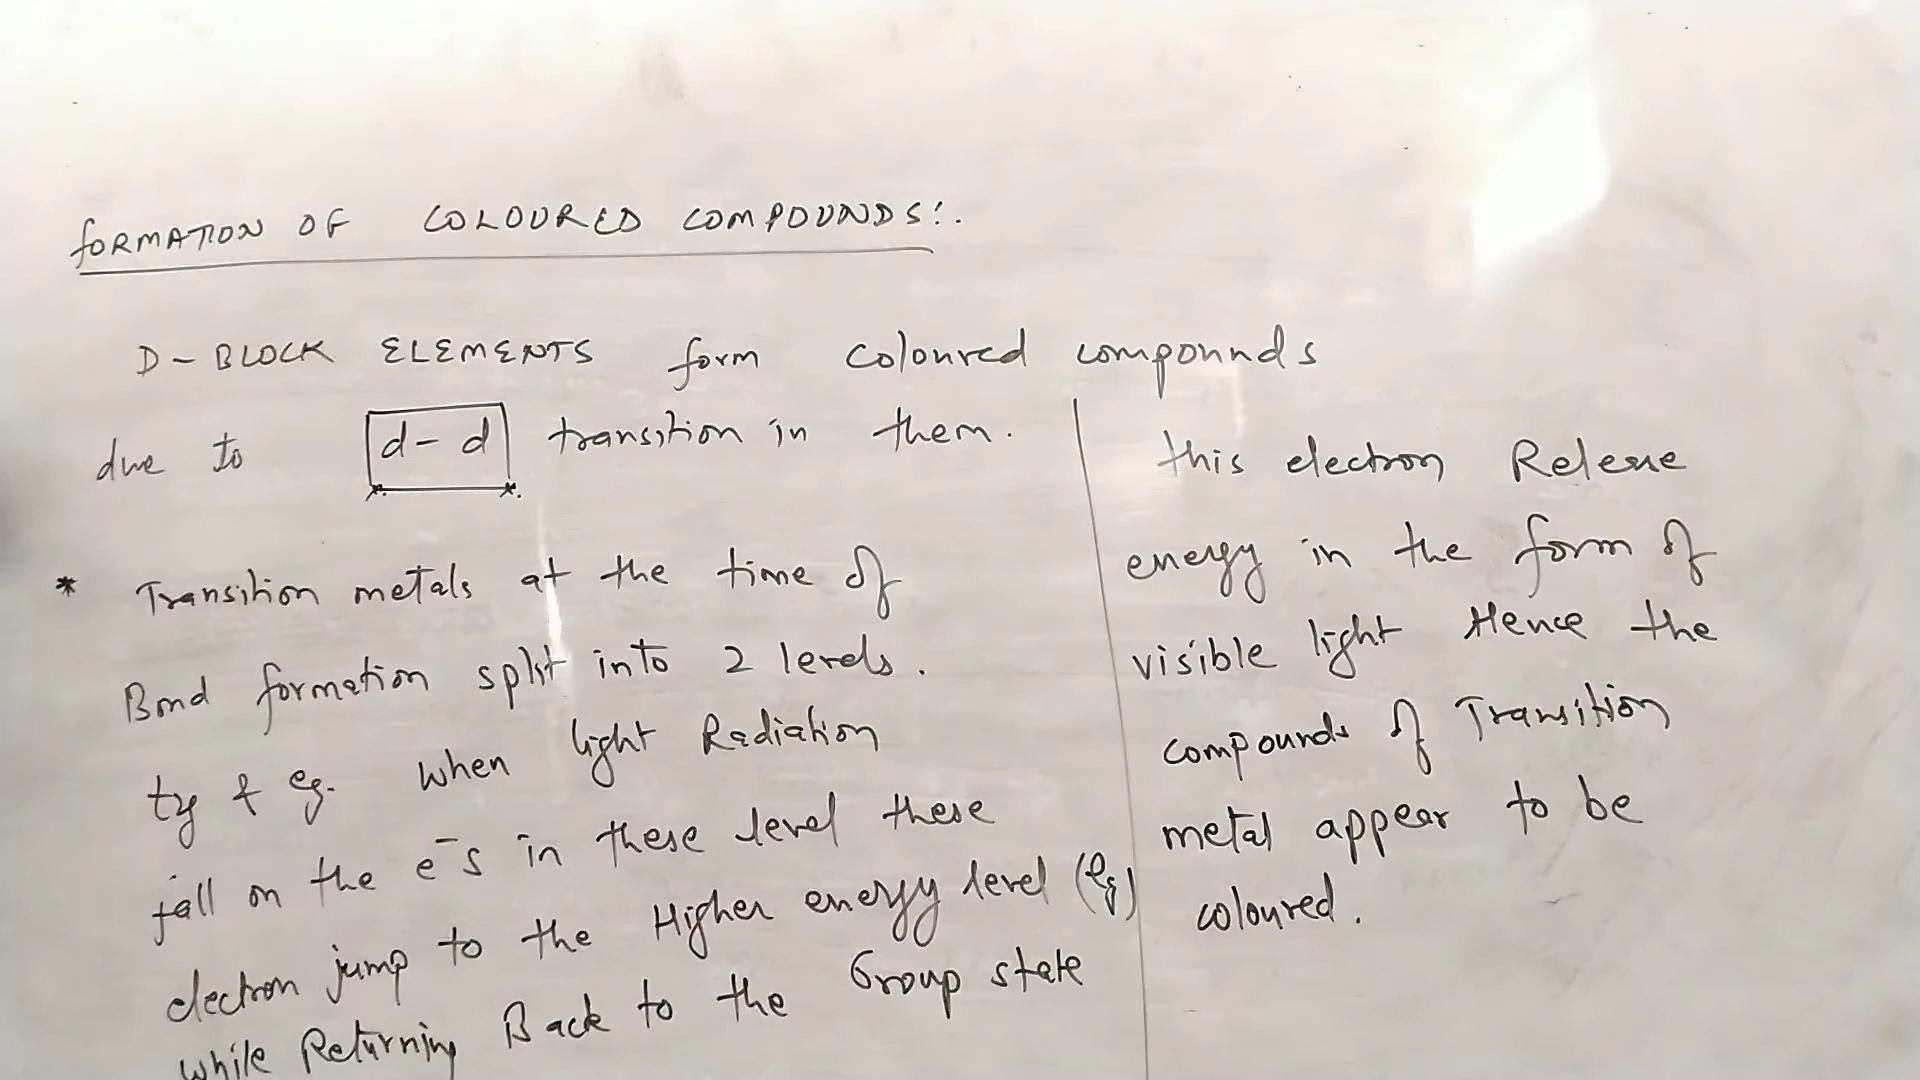 FORMATION OF COLOURED COMPOUNDS:.
D-BLOCK ELEMENTS form coloured compounds
due to d-d transition in them.
* Transition metals at the time of
Bond formation split into 2 levels.
t2g & eg. when light Radiation
fall on the e⁻s in these level these
electron jump to the Higher energy level (eg)
while Returning Back to the Group state
this electron Release
energy in the form of
visible light Hence the
compounds of Transition
metal appear to be
coloured.